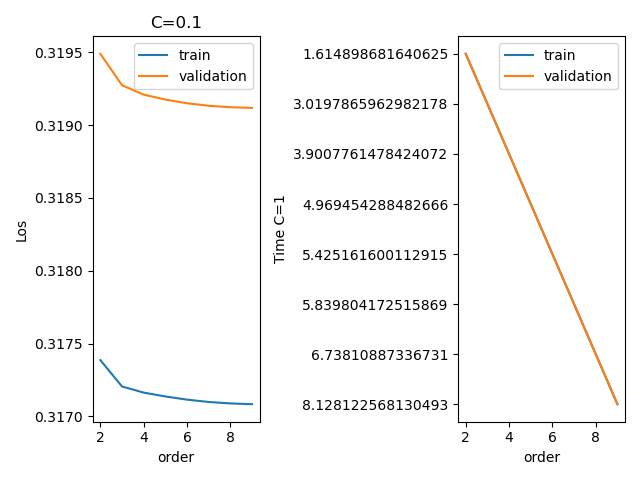 C=0.1
0.3195
0.3190
0.3185
0.3180
0.3175
0.3170
Los
2
4
6
8
order
train
validation
Time C=1
1.614898681640625
3.0197865962982178
3.9007761478424072
4.969454288482666
5.425161600112915
5.839804172515869
6.73810887336731
8.128122568130493
2
4
6
8
order
train
validation